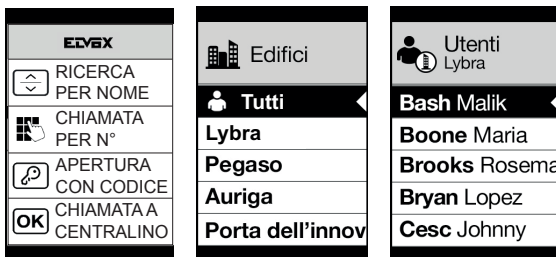 ELVOX
RICERCA
PER NOME
CHIAMATA
PER N°
APERTURA
CON CODICE
OK
CHIAMATA A
CENTRALINO
Edifici
Tutti
Lybra
Pegaso
Auriga
Porta dell'innov
Utenti
Lybra
Bash Malik
Boone Maria
Brooks Rosema
Bryan Lopez
Cesc Johnny